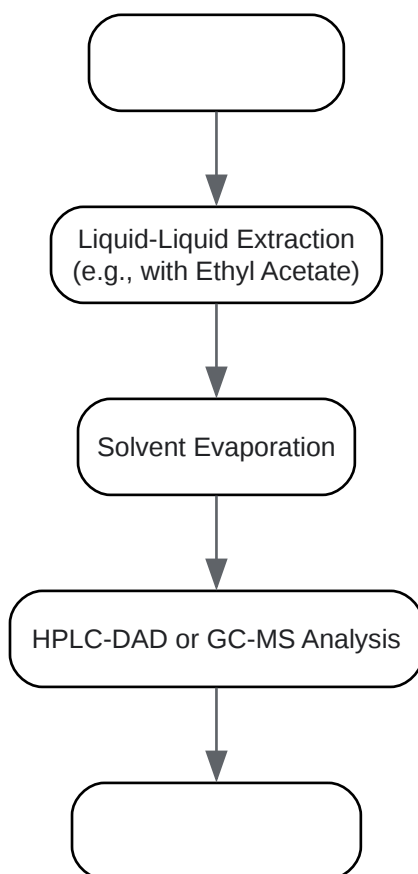 Liquid-Liquid Extraction
(e.g., with Ethyl Acetate)
Solvent Evaporation
HPLC-DAD or GC-MS Analysis